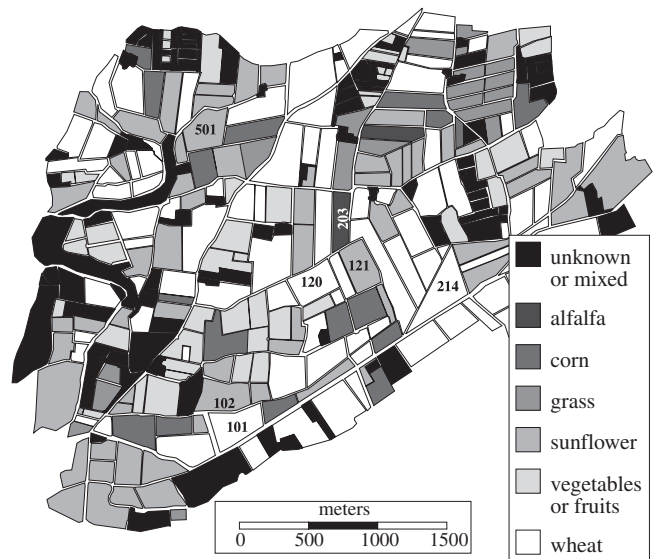 501
203
120
121
214
102
101
unknown
or mixed
alfalfa
corn
grass
sunflower
vegetables
or fruits
wheat
meters
0 500 1000 1500